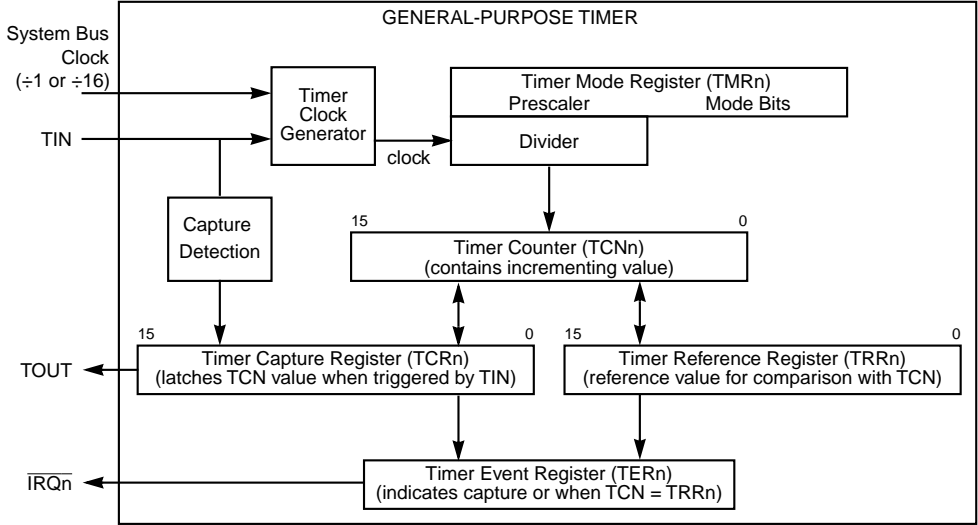 GENERAL-PURPOSE TIMER
System Bus
Clock
(÷1 or ÷16)
TIN
Timer
Clock
Generator
clock
Timer Mode Register (TMRn)
Prescaler Mode Bits
Divider
Capture
Detection
15 0
Timer Counter (TCNn)
(contains incrementing value)
15 0
Timer Capture Register (TCRn)
(latches TCN value when triggered by TIN)
15 0
Timer Reference Register (TRRn)
(reference value for comparison with TCN)
TOUT
Timer Event Register (TERn)
(indicates capture or when TCN = TRRn)
IRQn